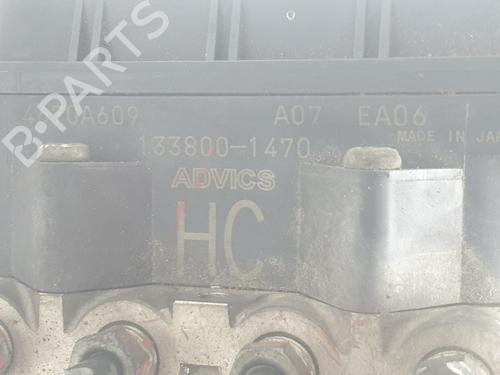 A07 EA06
133800-1470 MADE IN JAP
ADVICS
HC
B-PARTS